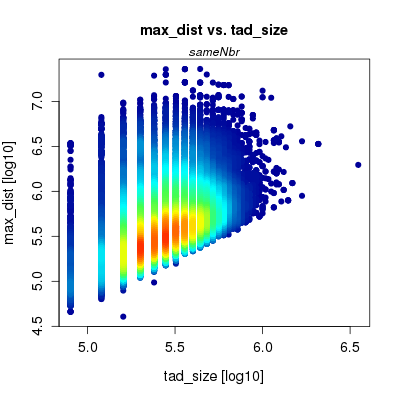 max_dist vs. tad_size
sameNbr
max_dist [log10]
7.0
6.5
6.0
5.5
5.0
4.5
5.0 5.5 6.0 6.5
tad_size [log10]